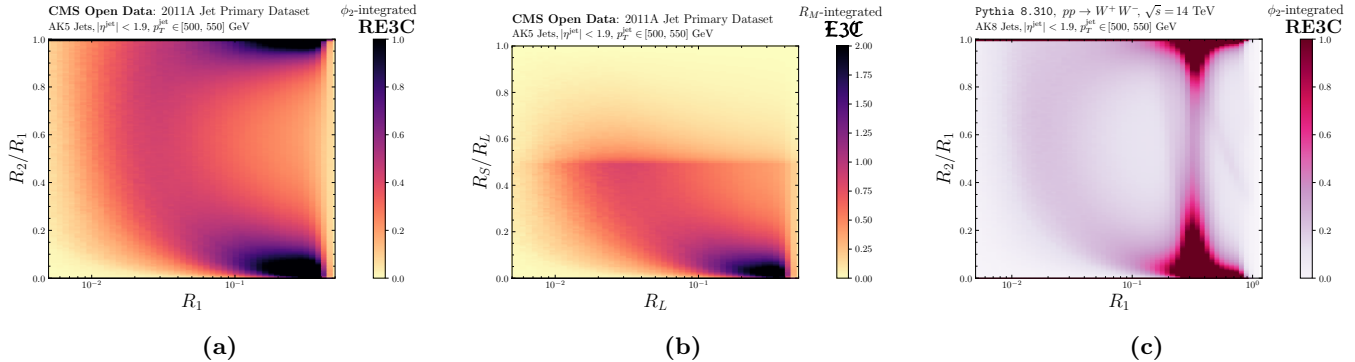 CMS Open Data: 2011A Jet Primary Dataset
AK5 Jets, |η^jet| < 1.9, p_T^jet ∈ [500, 550] GeV
ϕ₂-integrated
RE3C
R₂/R₁
1.0
0.8
0.6
0.4
0.2
0.0
10⁻²
10⁻¹
R₁
1.0
0.8
0.6
0.4
0.2
0.0
(a)
CMS Open Data: 2011A Jet Primary Dataset
AK5 Jets, |η^jet| < 1.9, p_T^jet ∈ [500, 550] GeV
R_M-integrated
E3C
R_S/R_L
1.0
0.8
0.6
0.4
0.2
0.0
10⁻²
10⁻¹
R_L
2.00
1.75
1.50
1.25
1.00
0.75
0.50
0.25
0.00
(b)
Pythia 8.310, pp → W⁺ W⁻, √s = 14 TeV
AK8 Jets, |η^jet| < 1.9, p_T^jet ∈ [500, 550] GeV
ϕ₂-integrated
RE3C
R₂/R₁
1.0
0.8
0.6
0.4
0.2
0.0
10⁻²
10⁻¹
10⁰
R₁
1.0
0.8
0.6
0.4
0.2
0.0
(c)